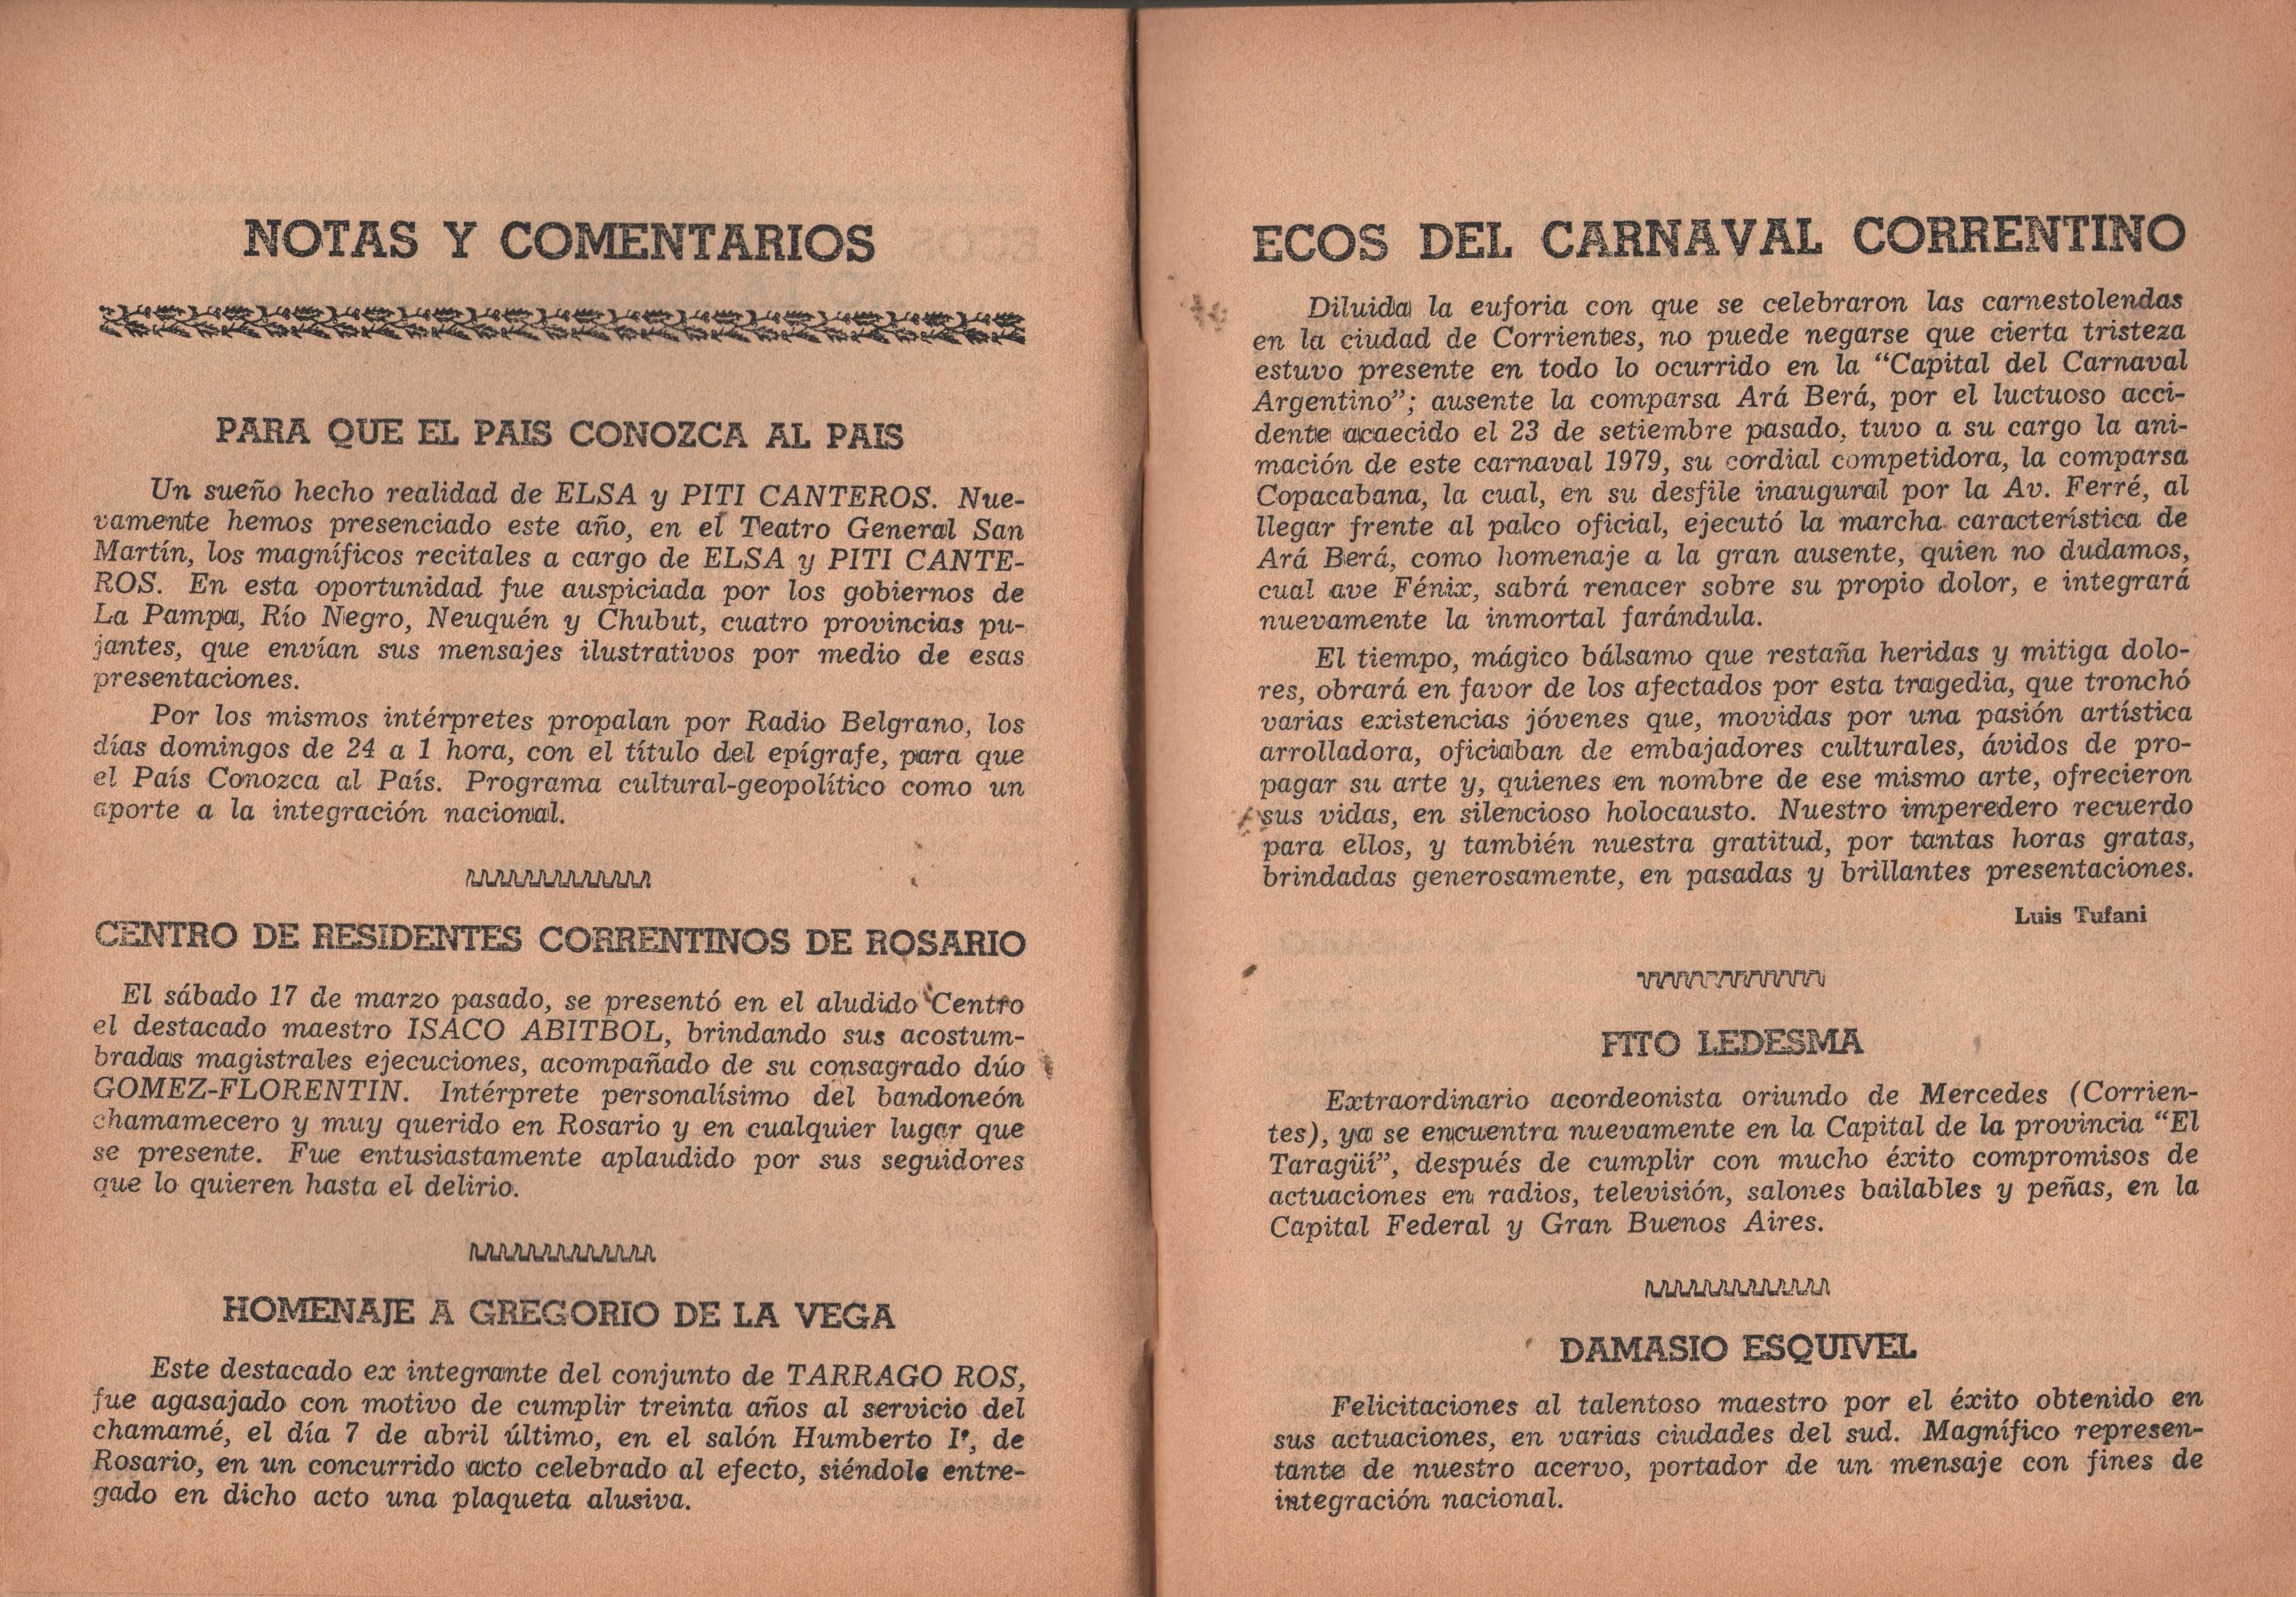 NOTAS Y COMENTARIOS
PARA QUE EL PAIS CONOZCA AL PAIS
Un sueño hecho realidad de ELSA y PITI CANTEROS. Nue-
vamente hemos presenciado este año, en el Teatro General San
Martín, los magníficos recitales a cargo de ELSA y PITI CANTE-
ROS. En esta oportunidad fue auspiciada por los gobiernos de
La Pampa, Río Negro, Neuquén y Chubut, cuatro provincias pu-
jantes, que envían sus mensajes ilustrativos por medio de esas
presentaciones.
Por los mismos intérpretes propalan por Radio Belgrano, los
días domingos de 24 a 1 hora, con el título del epígrafe, para que
el País Conozca al País. Programa cultural-geopolítico como un
aporte a la integración nacional.
CENTRO DE RESIDENTES CORRENTINOS DE ROSARIO
El sábado 17 de marzo pasado, se presentó en el aludido Centro
el destacado maestro ISACO ABITBOL, brindando sus acostum-
bradas magistrales ejecuciones, acompañado de su consagrado dúo
GOMEZ-FLORENTIN. Intérprete personalísimo del bandoneón
chamamecero y muy querido en Rosario y en cualquier lugar que
se presente. Fue entusiastamente aplaudido por sus seguidores
que lo quieren hasta el delirio.
HOMENAJE A GREGORIO DE LA VEGA
Este destacado ex integrante del conjunto de TARRAGO ROS,
fue agasajado con motivo de cumplir treinta años al servicio del
chamamé, el día 7 de abril último, en el salón Humberto Iº, de
Rosario, en un concurrido acto celebrado al efecto, siéndole entre-
gado en dicho acto una plaqueta alusiva.
ECOS DEL CARNAVAL CORRENTINO
Diluida la euforia con que se celebraron las carnestolendas
en la ciudad de Corrientes, no puede negarse que cierta tristeza
estuvo presente en todo lo ocurrido en la “Capital del Carnaval
Argentino”; ausente la comparsa Ará Berá, por el luctuoso acci-
dente acaecido el 23 de setiembre pasado, tuvo a su cargo la ani-
mación de este carnaval 1979, su cordial competidora, la comparsa
Copacabana, la cual, en su desfile inaugural por la Av. Ferré, al
llegar frente al palco oficial, ejecutó la marcha característica de
Ará Berá, como homenaje a la gran ausente, quien no dudamos,
cual ave Fénix, sabrá renacer sobre su propio dolor, e integrará
nuevamente la inmortal farándula.
El tiempo, mágico bálsamo que restaña heridas y mitiga dolo-
res, obrará en favor de los afectados por esta tragedia, que tronchó
varias existencias jóvenes que, movidas por una pasión artística
arrolladora, oficiaban de embajadores culturales, ávidos de pro-
pagar su arte y, quienes en nombre de ese mismo arte, ofrecieron
sus vidas, en silencioso holocausto. Nuestro imperedero recuerdo
para ellos, y también nuestra gratitud, por tantas horas gratas,
brindadas generosamente, en pasadas y brillantes presentaciones.
Luis Tufani
FITO LEDESMA
Extraordinario acordeonista oriundo de Mercedes (Corrien-
tes), ya se encuentra nuevamente en la Capital de la provincia “El
Taragüí”, después de cumplir con mucho éxito compromisos de
actuaciones en radios, televisión, salones bailables y peñas, en la
Capital Federal y Gran Buenos Aires.
DAMASIO ESQUIVEL
Felicitaciones al talentoso maestro por el éxito obtenido en
sus actuaciones, en varias ciudades del sud. Magnífico represen-
tante de nuestro acervo, portador de un mensaje con fines de
integración nacional.